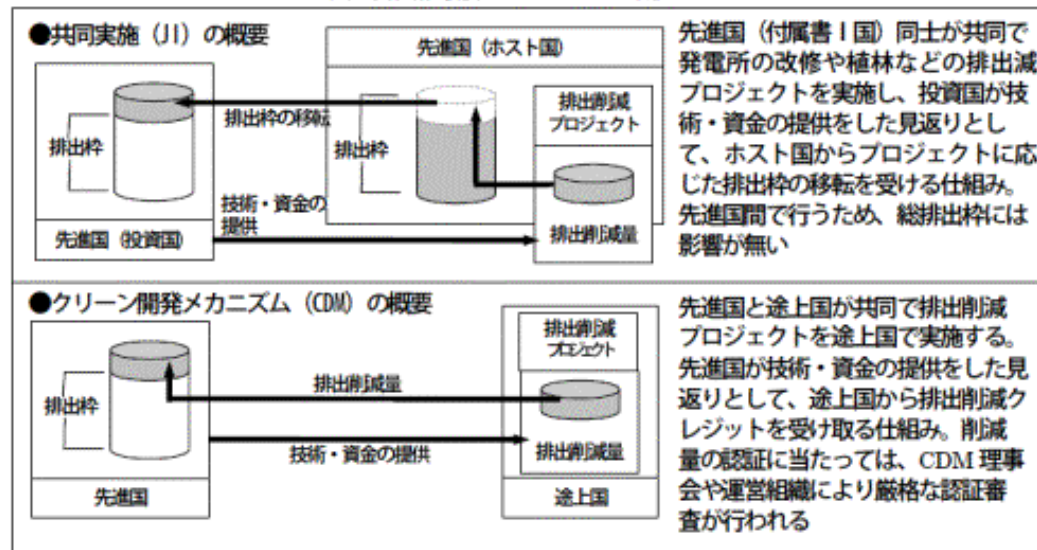 ●共同実施（JI）の概要
先進国（ホスト国）
排出枠の移転
排出枠
排出枠
排出削減
プロジェクト
技術・資金の
提供
排出削減量
先進国（投資国）
先進国（付属書Ⅰ国）同士が共同で
発電所の改修や植林などの排出減
プロジェクトを実施し、投資国が技
術・資金の提供をした見返りとし
て、ホスト国からプロジェクトに応
じた排出枠の移転を受ける仕組み。
先進国間で行うため、総排出枠には
影響が無い
●クリーン開発メカニズム（CDM）の概要
排出削減
プロジェクト
排出削減量
排出枠
技術・資金の提供
排出削減量
先進国
途上国
先進国と途上国が共同で排出削減
プロジェクトを途上国で実施する。
先進国が技術・資金の提供をした見
返りとして、途上国から排出削減ク
レジットを受け取る仕組み。削減
量の認証に当たっては、CDM 理事
会や運営組織により厳格な認証審
査が行われる